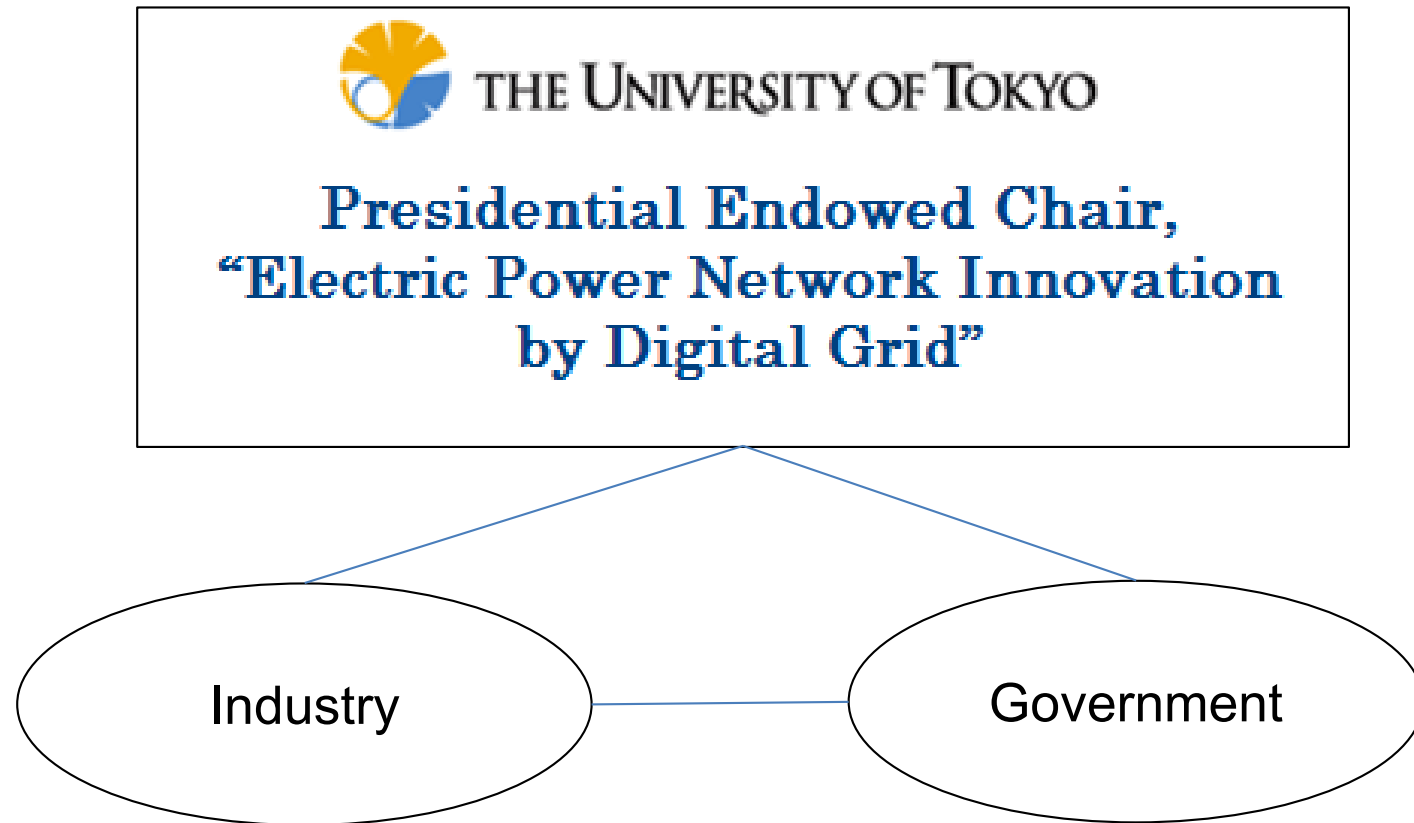 THE UNIVERSITY OF TOKYO
Presidential Endowed Chair,
“Electric Power Network Innovation
by Digital Grid”
Industry
Government